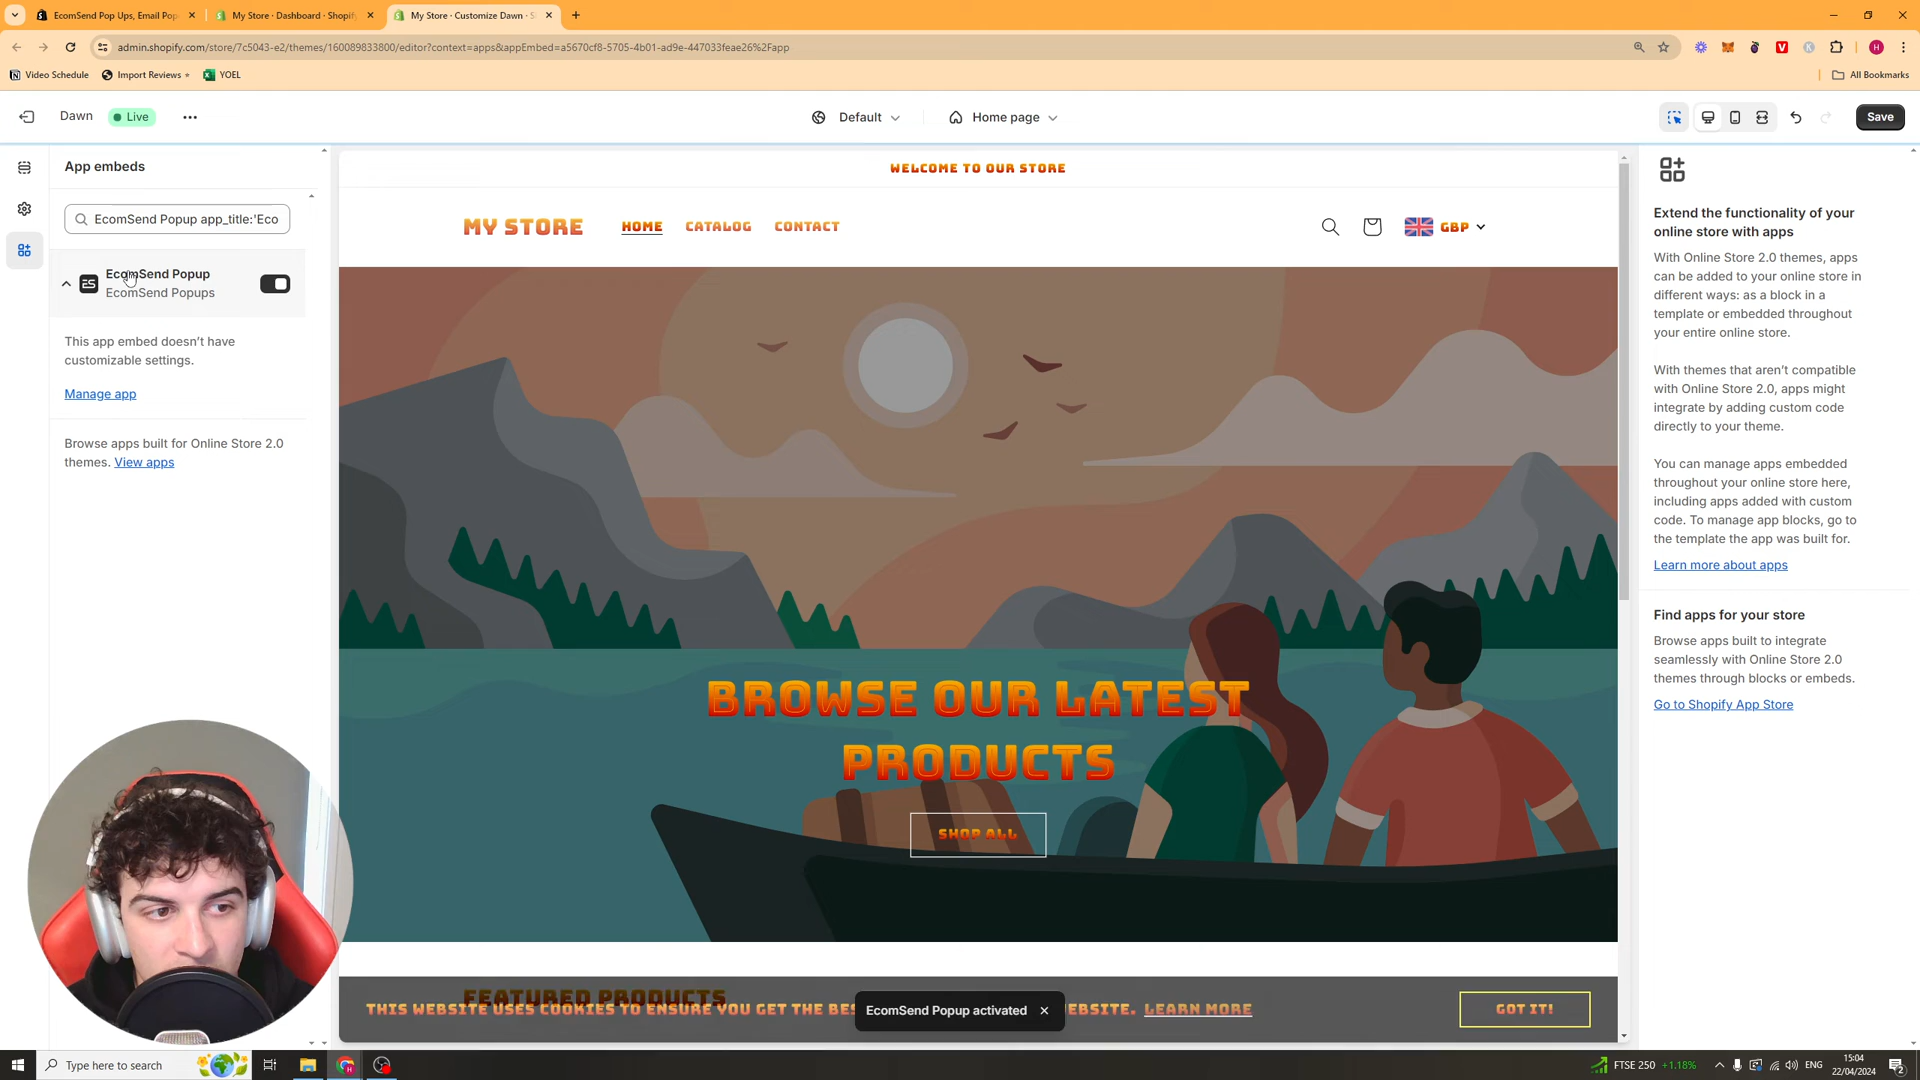 EcomSend Pop Ups, Email Pop
My Store · Dashboard · Shopify
My Store · Customize Dawn · S
admin.shopify.com/store/7c5043-e2/themes/160089833800/editor?context=apps&appEmbed=a5670cf8-5705-4b01-ad9e-447033feae26%2Fapp
Video Schedule
Import Reviews
YOEL
All Bookmarks
Dawn
Live
Default
Home page
Save
App embeds
EcomSend Popup app_title:'Eco
EcomSend Popup
EcomSend Popups
This app embed doesn't have
customizable settings.
Manage app
Browse apps built for Online Store 2.0
themes. View apps
WELCOME TO OUR STORE
MY STORE
HOME
CATALOG
CONTACT
GBP
BROWSE OUR LATEST
PRODUCTS
SHOP ALL
FEATURED PRODUCTS
THIS WEBSITE USES COOKIES TO ENSURE YOU GET THE BES
EBSITE. LEARN MORE
GOT IT!
EcomSend Popup activated
Extend the functionality of your
online store with apps
With Online Store 2.0 themes, apps
can be added to your online store in
different ways: as a block in a
template or embedded throughout
your entire online store.
With themes that aren't compatible
with Online Store 2.0, apps might
integrate by adding custom code
directly to your theme.
You can manage apps embedded
throughout your online store here,
including apps added with custom
code. To manage app blocks, go to
the template the app was built for.
Learn more about apps
Find apps for your store
Browse apps built to integrate
seamlessly with Online Store 2.0
themes through blocks or embeds.
Go to Shopify App Store
Type here to search
FTSE 250 +1.18%
ENG
15:04
22/04/2024